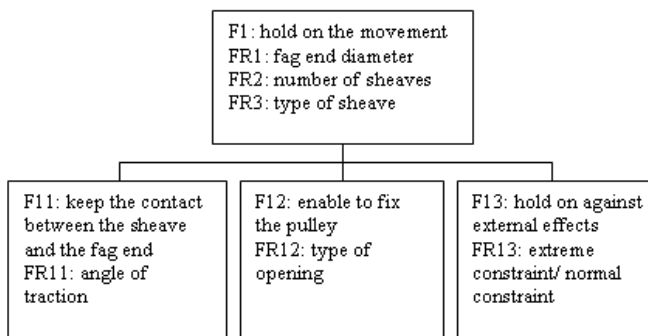 F1: hold on the movement
FR1: fag end diameter
FR2: number of sheaves
FR3: type of sheave
F11: keep the contact
between the sheave
and the fag end
FR11: angle of
traction
F12: enable to fix
the pulley
FR12: type of
opening
F13: hold on against
external effects
FR13: extreme
constraint/ normal
constraint